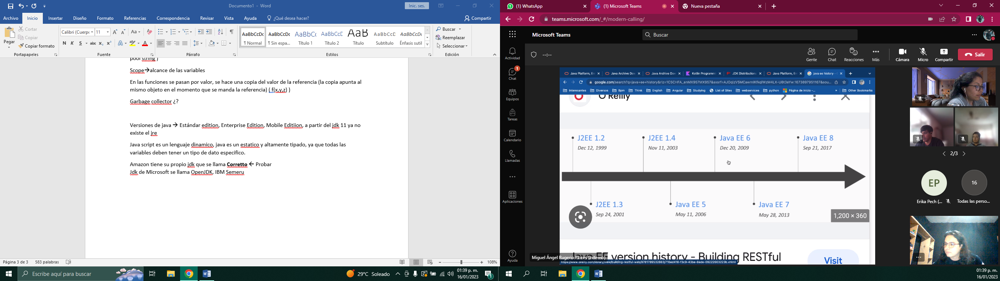 Documento1 - Word
Inic. ses.
Archivo Inicio Insertar Diseño Formato Referencias Correspondencia Revisar Vista Ayuda ¿Qué desea hacer? Compartir
Pegar
Cortar
Copiar
Copiar formato
Portapapeles
Calibri (Cuerpo 11
N K S abc x₂ x²
Fuente
Párrafo
AaBbCcDc AaBbCcDc AaBbCc AaBbCcD AaB AaBbCcD AaBbCcDc
¶ Normal ¶ Sin espa... Título 1 Título 2 Título Subtítulo Énfasis sutil
Estilos
Buscar
Reemplazar
Seleccionar
Edición
pool string )
Scope→alcance de las variables
En las funciones se pasan por valor, se hace una copia del valor de la referencia (la copia apunta al
mismo objeto en el momento que se manda la referencia) ( f(x,y,z) )
Garbage collector ¿?
Versiones de java → Estándar edition, Enterprise Edition, Mobile Editiion, a partir del jdk 11 ya no
existe el jre
Java script es un lenguaje dinamico, java es un estatico y altamente tipado, ya que todas las
variables deben tener un tipo de dato especifico.
Amazon tiene su propio jdk que se llama Corretto ← Probar
Jdk de Microsoft se llama OpenJDK, IBM Semeru
Página 3 de 3 583 palabras
108%
Escribe aquí para buscar
29°C Soleado
01:39 p. m.
16/01/2023
1
(1) WhatsApp
(1) Microsoft Teams
Nueva pestaña
teams.microsoft.com/_#/modern-calling/
Microsoft Teams
Buscar
Actividad
Chat
1
Equipos
Tareas
Calendario
Llamadas
Aplicaciones
Ayuda
--:--
Gente Chat Reacciones Más Cámara Micro Compartir Salir
Java Platform, En Java Archive Dow Java Archive Dow Kotlin Programmi JDK Distributions Java Platform, En java ee history -
google.com/search?q=java+ee+history&rlz=1C5CHFA_enMX957MX957&sxsrf=AJOqlzV5MCawrnlKfkqIWzM4LX-U8t3eYw:1673897951167&sou...
Interesantes Diversos Bpm Think English Angular Studying List of Sites webservices python Página de inicio -... » Other Bookmarks
O'Reilly
J2EE 1.2
Dec 12, 1999
J2EE 1.4
Nov 11, 2003
Java EE 6
Dec 20, 2009
Java EE 8
Sep 21, 2017
J2EE 1.3
Sep 24, 2001
Java EE 5
May 11, 2006
Java EE 7
May 28, 2013
1,200 × 360
Java EE version history - Building RESTful
Visit
Miguel Ángel Rugerio Flores (externo)
https://www.oreilly.com/library/view/building-restful-web/9781789532883/716ed418-f3c9-43be-8ede-09222603223b.xhtml
2/3
EP
Erika Pech (...
16
Todas las perso...
01:39 p. m.
16/01/2023